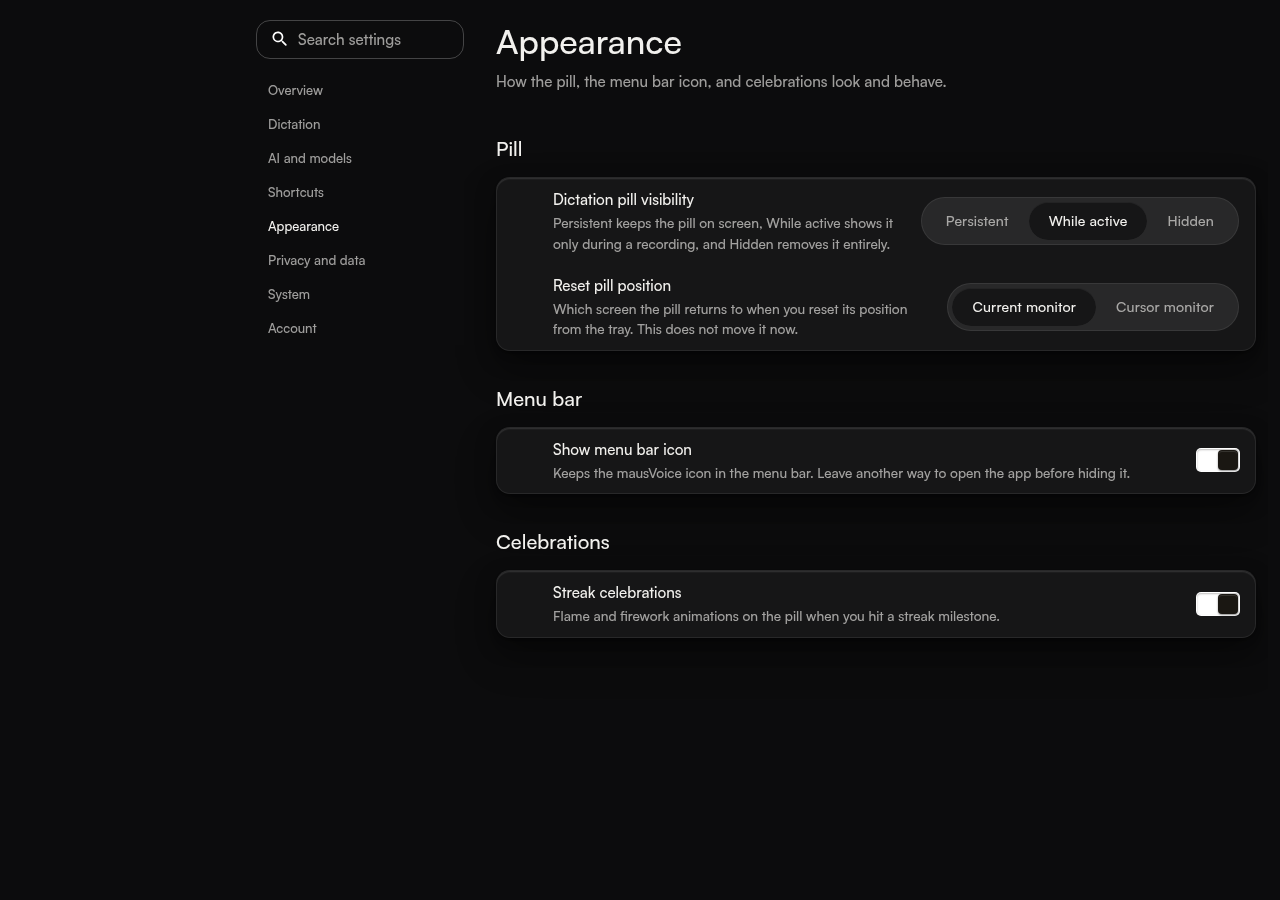 Search settings
Overview
Dictation
AI and models
Shortcuts
Appearance
Privacy and data
System
Account
Appearance
How the pill, the menu bar icon, and celebrations look and behave.
Pill
Dictation pill visibility
Persistent keeps the pill on screen, While active shows it
only during a recording, and Hidden removes it entirely.
Persistent
While active
Hidden
Reset pill position
Which screen the pill returns to when you reset its position
from the tray. This does not move it now.
Current monitor
Cursor monitor
Menu bar
Show menu bar icon
Keeps the mausVoice icon in the menu bar. Leave another way to open the app before hiding it.
Celebrations
Streak celebrations
Flame and firework animations on the pill when you hit a streak milestone.